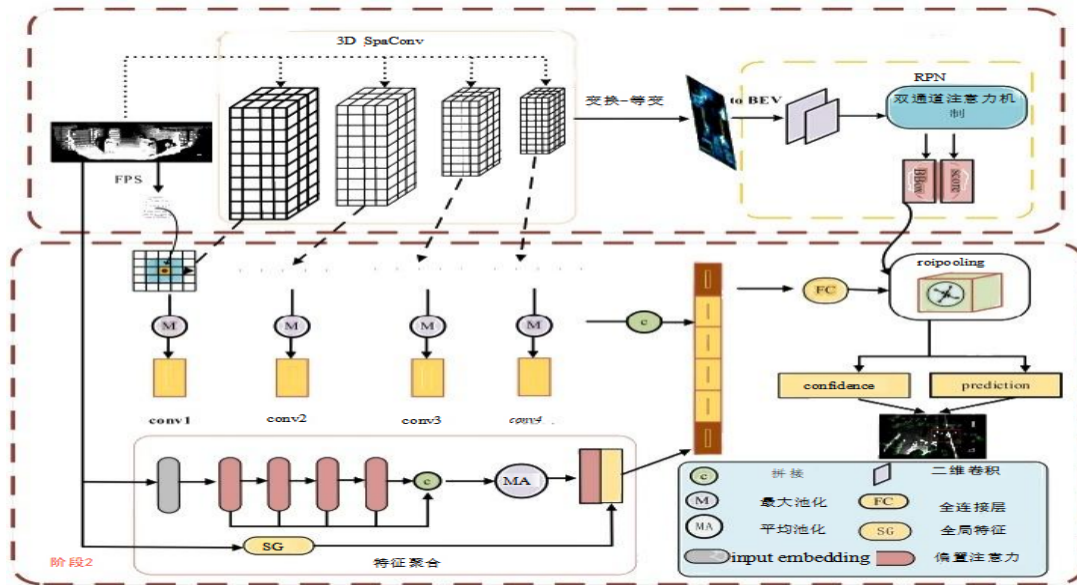 3D SpaConv
RPN
变换-等变
to BEV
双通道注意力机
制
FPS
BBox
score
roipooling
FC
M
M
M
M
c
confidence
prediction
conv1
conv2
conv3
conv4
c
MA
SG
特征聚合
阶段2
c
拼接
二维卷积
M
最大池化
FC
全连接层
MA
平均池化
SG
全局特征
input embedding
偏置注意力